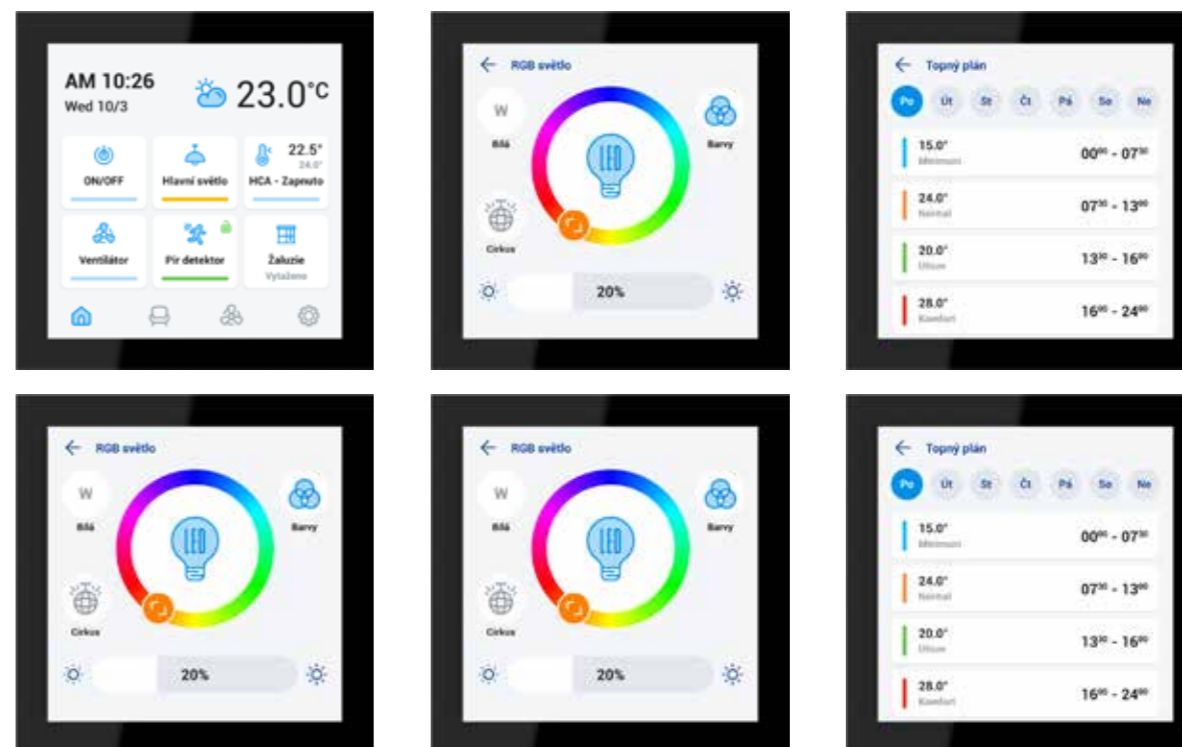 AM 10:26
Wed 10/3
23.0°C
ON/OFF
Hlavní světlo
22.5°
24.0°
HCA - Zapnuto
Ventilátor
Pir detektor
Žaluzie
Vytaženo
RGB světlo
W
Bílá
LED
Barvy
Cirkus
20%
Topný plán
Po Út St Čt Pá So Ne
15.0°
Minimum
00⁰⁰ - 07³⁰
24.0°
Normal
07³⁰ - 13⁰⁰
20.0°
Útlum
13³⁰ - 16⁰⁰
28.0°
Komfort
16⁰⁰ - 24⁰⁰
RGB světlo
W
Bílá
LED
Barvy
Cirkus
20%
RGB světlo
W
Bílá
LED
Barvy
Cirkus
20%
Topný plán
Po Út St Čt Pá So Ne
15.0°
Minimum
00⁰⁰ - 07³⁰
24.0°
Normal
07³⁰ - 13⁰⁰
20.0°
Útlum
13³⁰ - 16⁰⁰
28.0°
Komfort
16⁰⁰ - 24⁰⁰